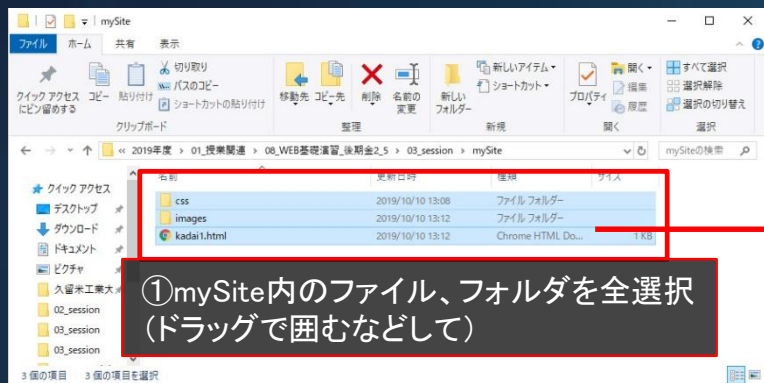 mySite
ファイル ホーム 共有 表示
クイック アクセスにピン留めする
コピー
貼り付け
切り取り
パスのコピー
ショートカットの貼り付け
移動先
コピー先
削除
名前の変更
新しいフォルダー
新しいアイテム
ショートカット
プロパティ
開く
編集
履歴
すべて選択
選択解除
選択の切り替え
クリップボード 整理 新規 開く 選択
« 2019年度 › 01_授業関連 › 08_WEB基礎演習_後期金2_5 › 03_session › mySite
mySiteの検索
名前 更新日時 種類 サイズ
クイック アクセス
デスクトップ
ダウンロード
ドキュメント
ピクチャ
久留米工業大
02_session
03_session
03_session
css 2019/10/10 13:08 ファイル フォルダー
images 2019/10/10 13:12 ファイル フォルダー
kadai1.html 2019/10/10 13:12 Chrome HTML Do... 1 KB
①mySite内のファイル、フォルダを全選択
(ドラッグで囲むなどして)
3 個の項目 3 個の項目を選択